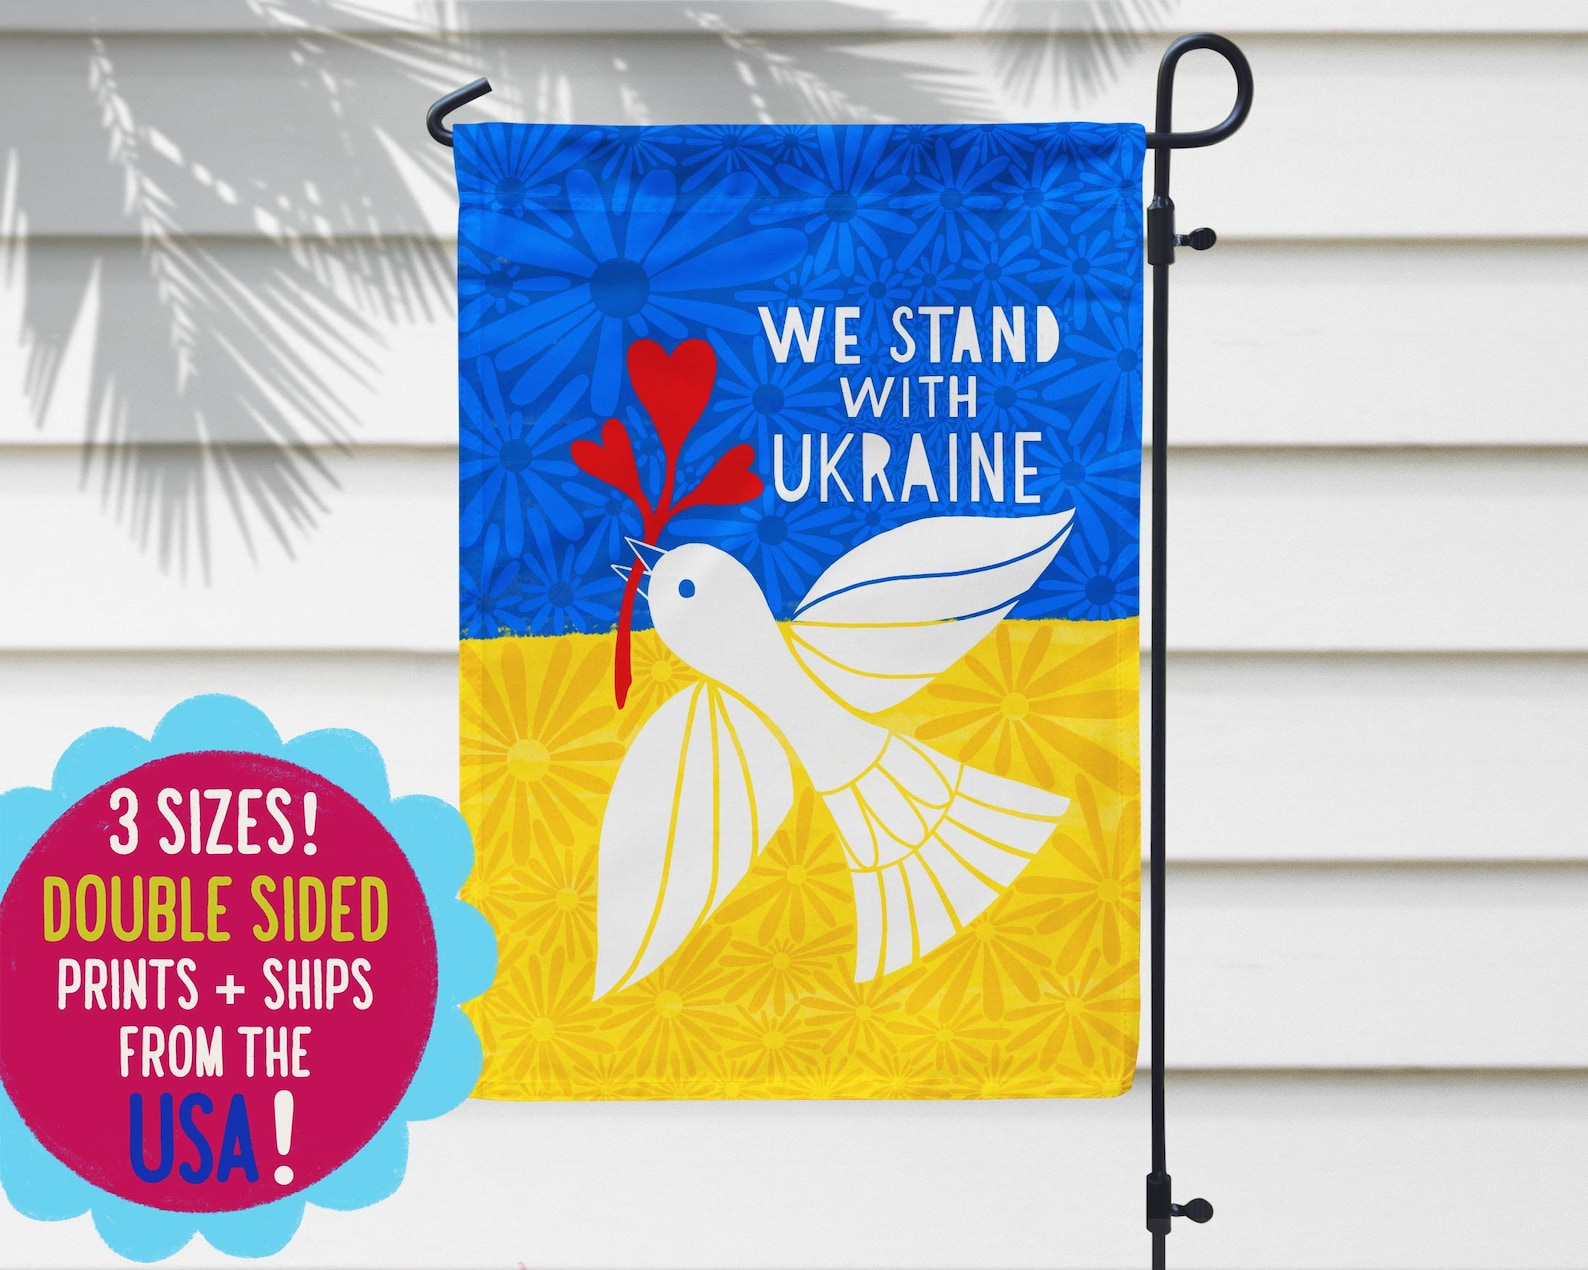 WE STAND
WITH
UKRAINE
3 SIZES!
DOUBLE SIDED
PRINTS + SHIPS
FROM THE
USA!